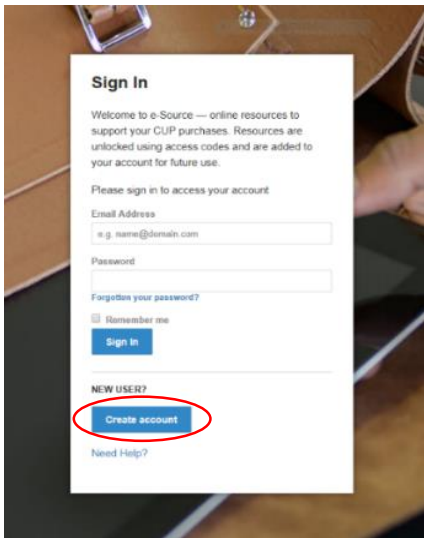 Sign In
Welcome to e-Source — online resources to
support your CUP purchases. Resources are
unlocked using access codes and are added to
your account for future use.
Please sign in to access your account
Email Address
e.g. name@domain.com
Password
Forgotten your password?
Remember me
Sign In
NEW USER?
Create account
Need Help?